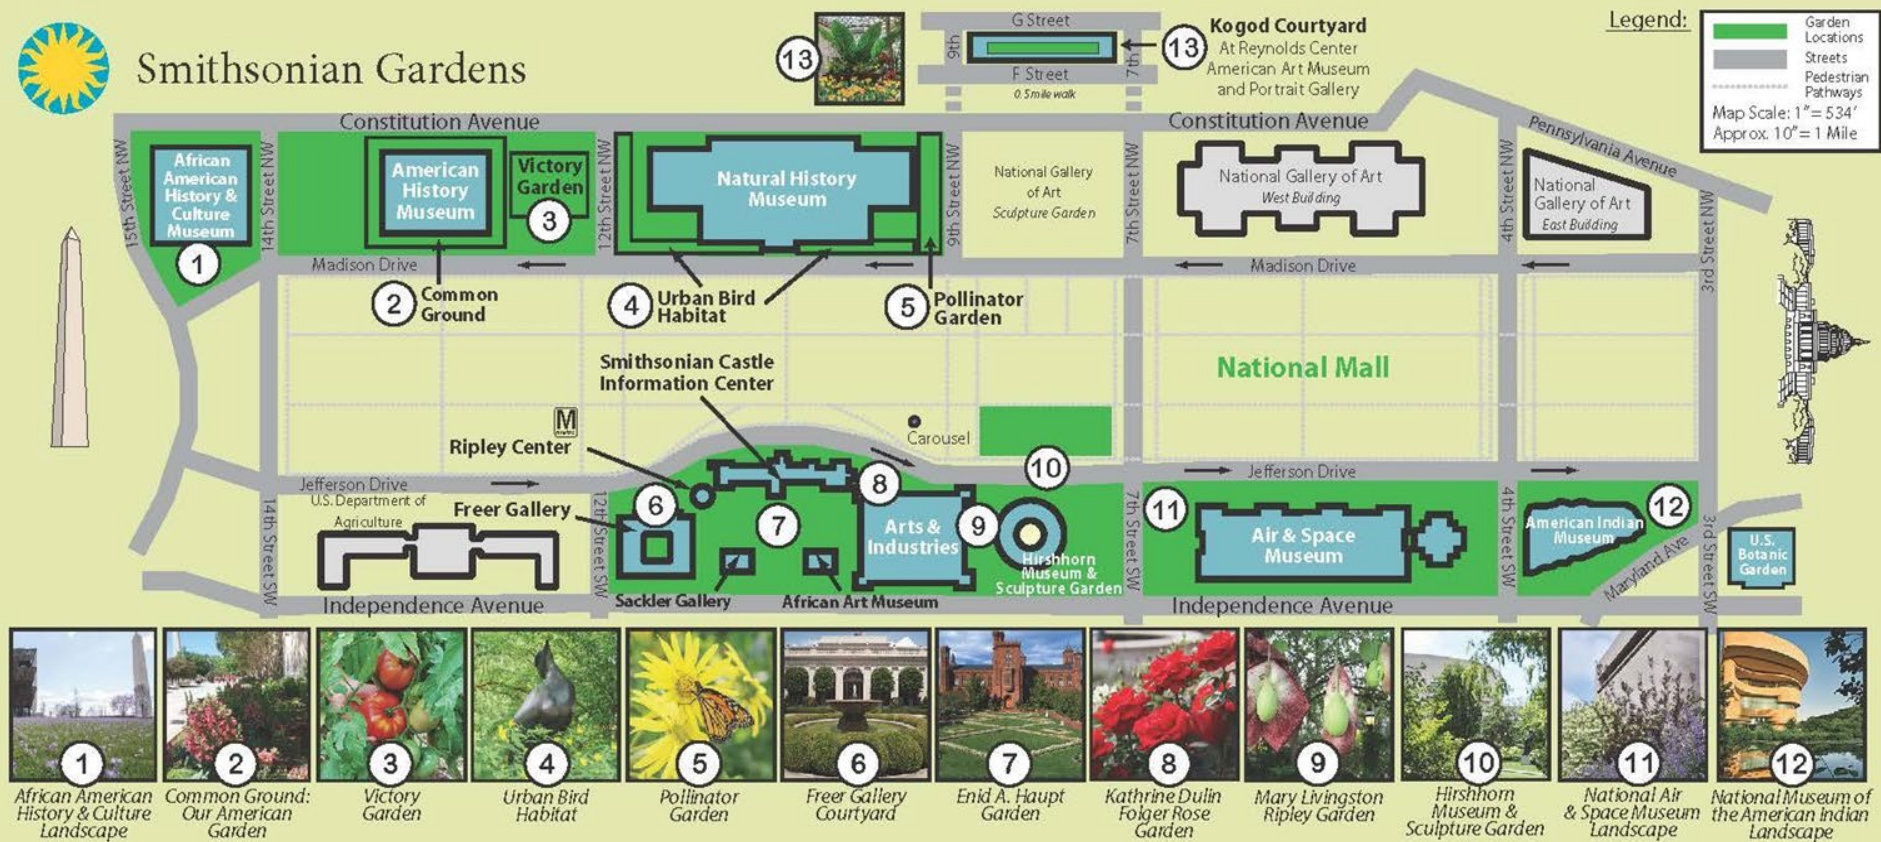 Smithsonian Gardens
13
G Street
9th
7th
F Street
0.5 mile walk
13
Kogod Courtyard
At Reynolds Center
American Art Museum
and Portrait Gallery
Legend:
Garden
Locations
Streets
Pedestrian
Pathways
Map Scale: 1" = 534'
Approx. 10" = 1 Mile
Constitution Avenue
Constitution Avenue
Pennsylvania Avenue
15th Street NW
African
American
History &
Culture
Museum
1
14th Street NW
American
History
Museum
Victory
Garden
3
12th Street NW
Natural History
Museum
9th Street NW
National Gallery
of Art
Sculpture Garden
7th Street NW
National Gallery of Art
West Building
4th Street NW
National
Gallery of Art
East Building
3rd Street NW
Madison Drive
Madison Drive
2
Common
Ground
4
Urban Bird
Habitat
5
Pollinator
Garden
National Mall
Smithsonian Castle
Information Center
M
Ripley Center
Carousel
10
Jefferson Drive
Jefferson Drive
U.S. Department of
Agriculture
Freer Gallery
14th Street SW
12th Street SW
6
7
8
Arts &
Industries
9
Hirshhorn
Museum &
Sculpture Garden
7th Street SW
11
Air & Space
Museum
4th Street SW
American Indian
Museum
12
Maryland Ave
3rd Street SW
U.S.
Botanic
Garden
Sackler Gallery
African Art Museum
Independence Avenue
Independence Avenue
1
African American
History & Culture
Landscape
2
Common Ground:
Our American
Garden
3
Victory
Garden
4
Urban Bird
Habitat
5
Pollinator
Garden
6
Freer Gallery
Courtyard
7
Enid A. Haupt
Garden
8
Kathrine Dulin
Folger Rose
Garden
9
Mary Livingston
Ripley Garden
10
Hirshhorn
Museum &
Sculpture Garden
11
National Air
& Space Museum
Landscape
12
National Museum of
the American Indian
Landscape